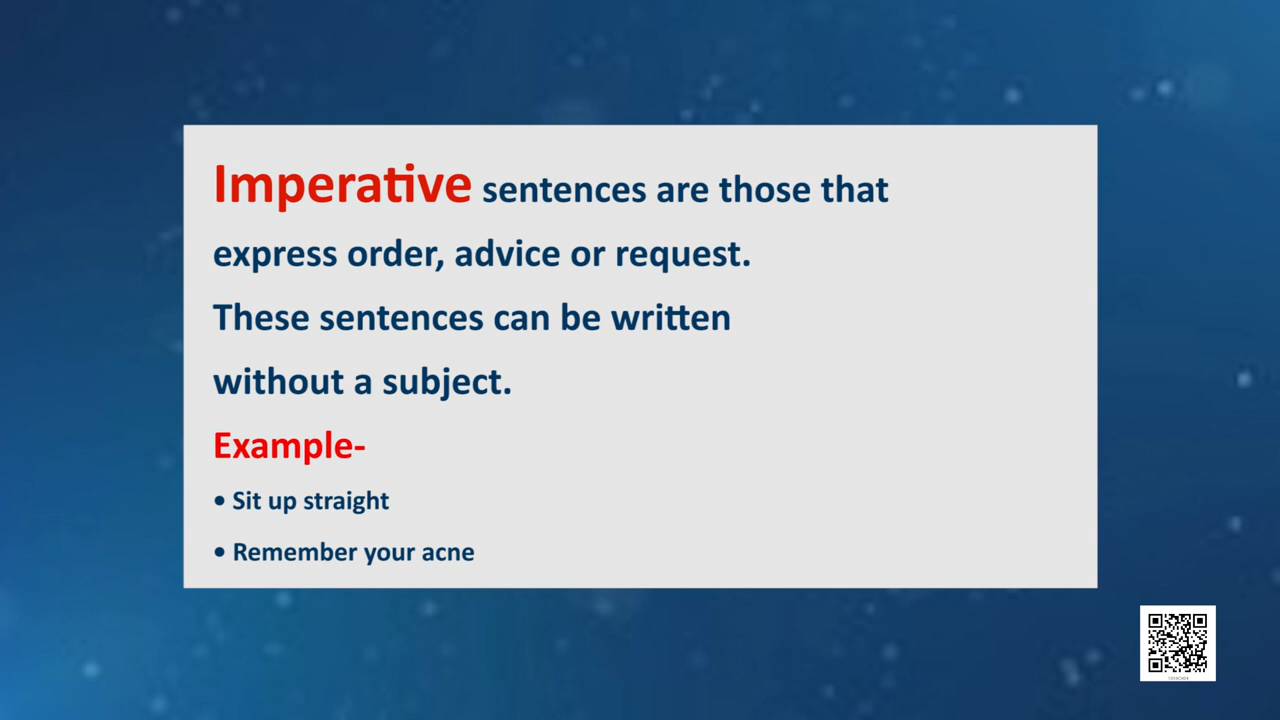 Imperative sentences are those that
express order, advice or request.
These sentences can be written
without a subject.
Example-
• Sit up straight
• Remember your acne